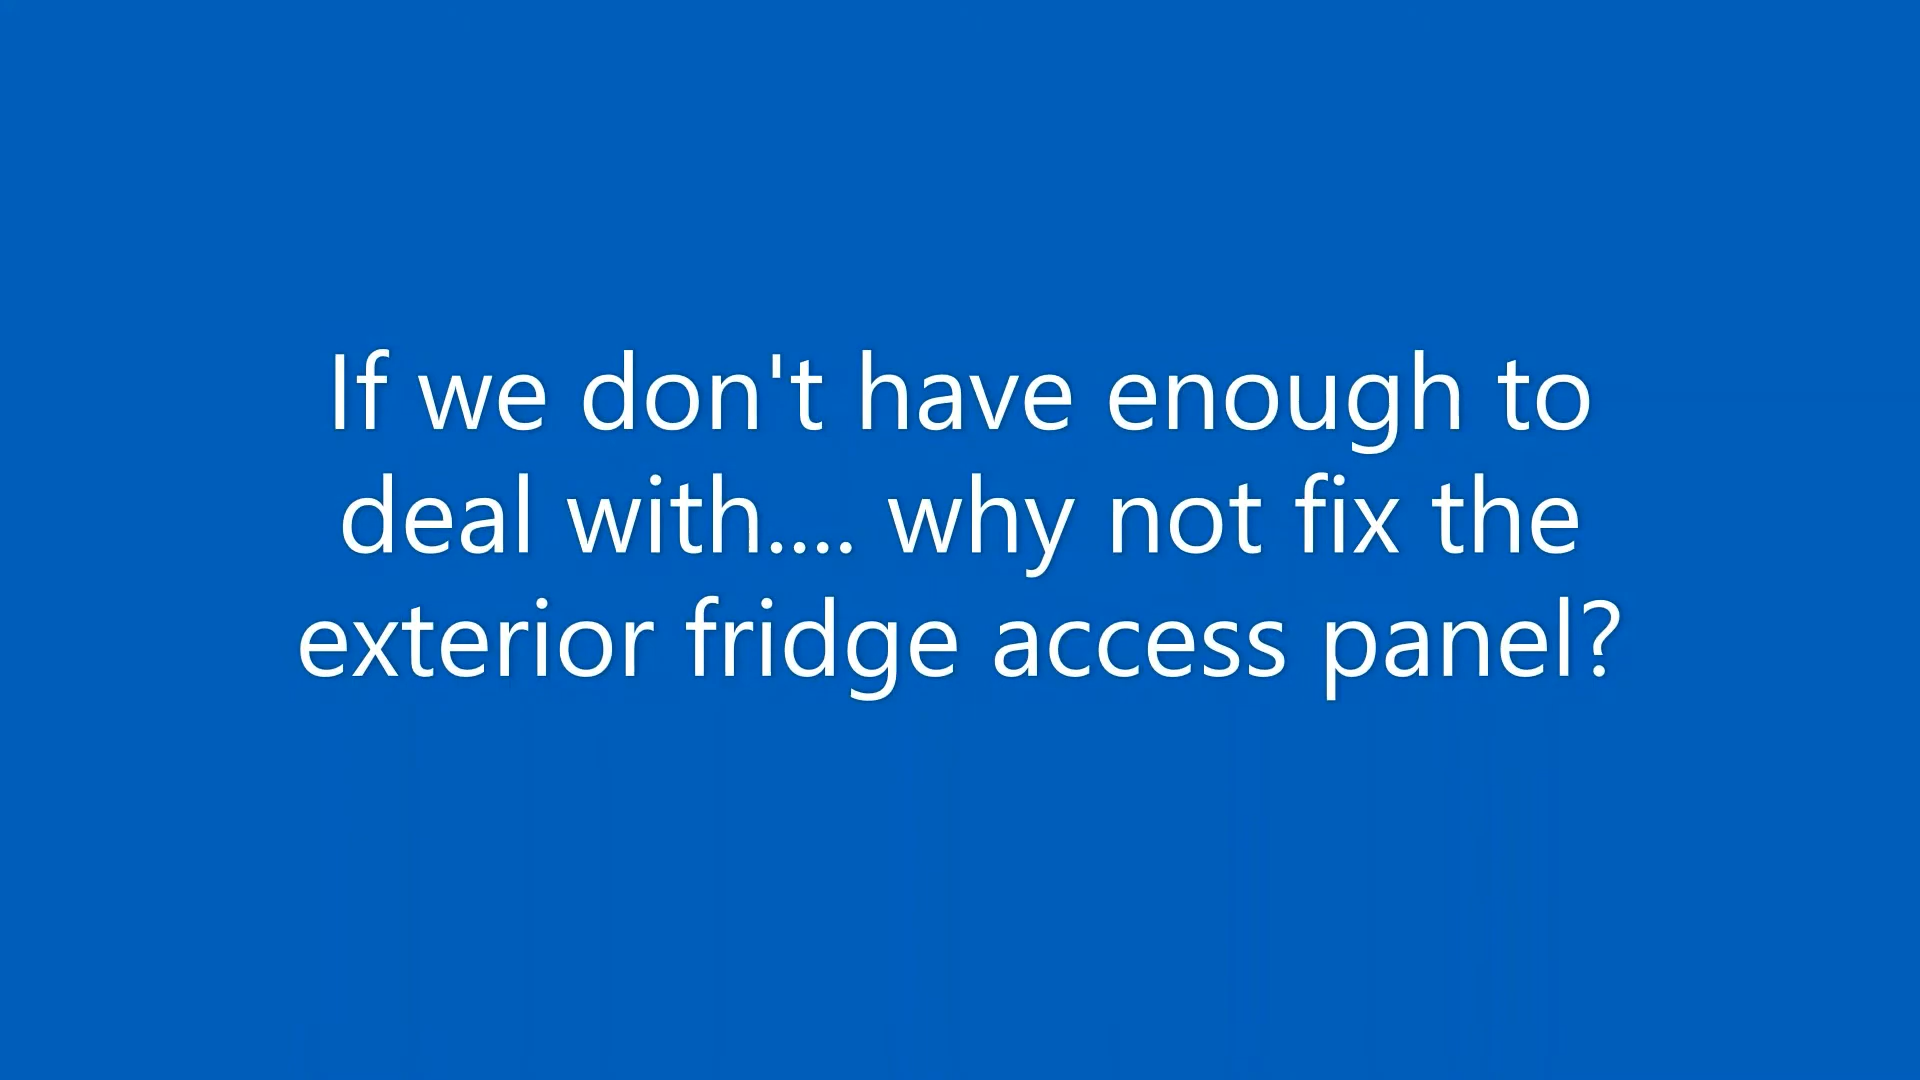 If we don't have enough to
deal with.... why not fix the
exterior fridge access panel?